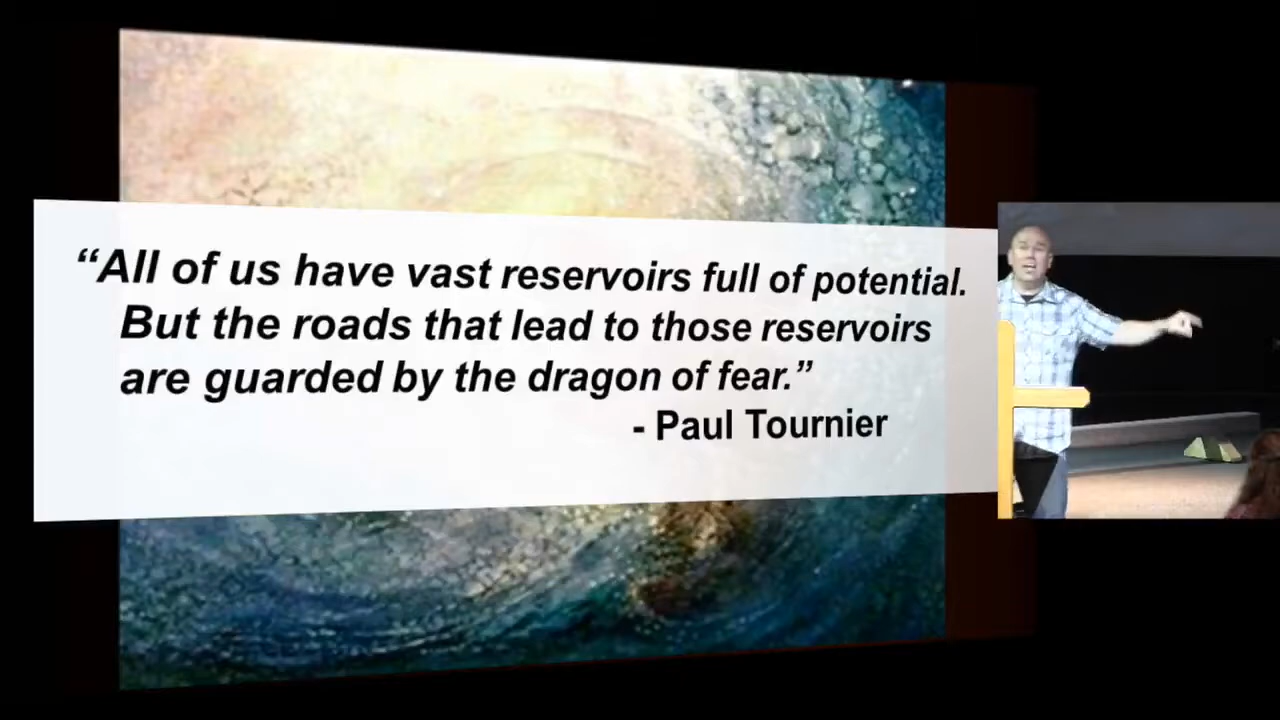 “All of us have vast reservoirs full of potential.
But the roads that lead to those reservoirs
are guarded by the dragon of fear.”
- Paul Tournier